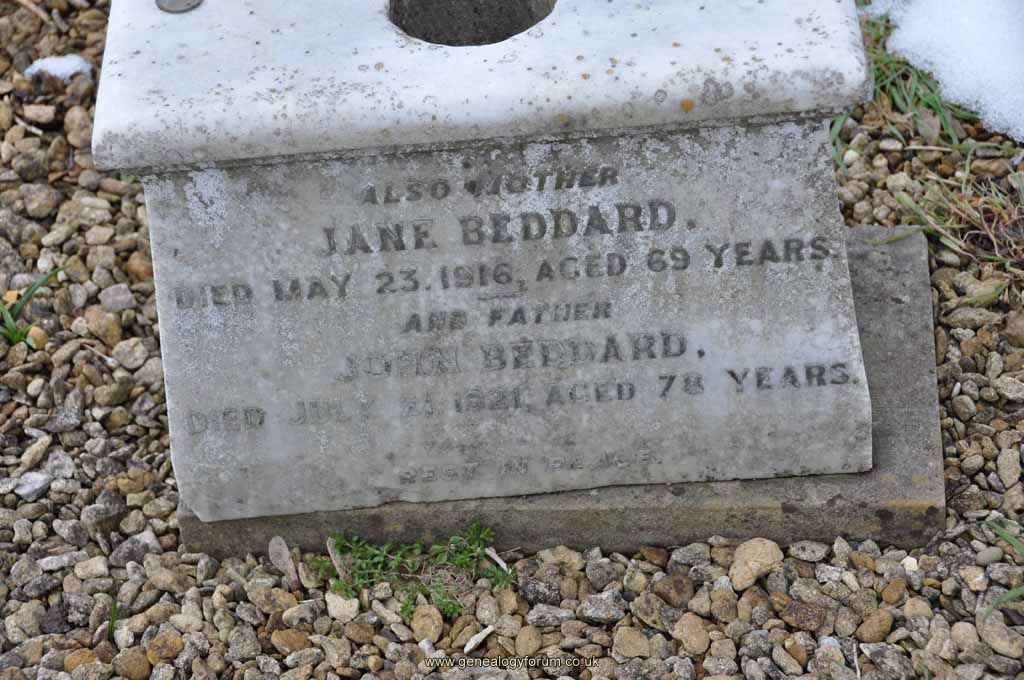 ALSO MOTHER
JANE BEDDARD.
DIED MAY 23, 1916, AGED 69 YEARS.
AND FATHER
JOHN BEDDARD.
DIED JULY 21, 1921, AGED 78 YEARS.
REST IN PEACE.
www.genealogyforum.co.uk